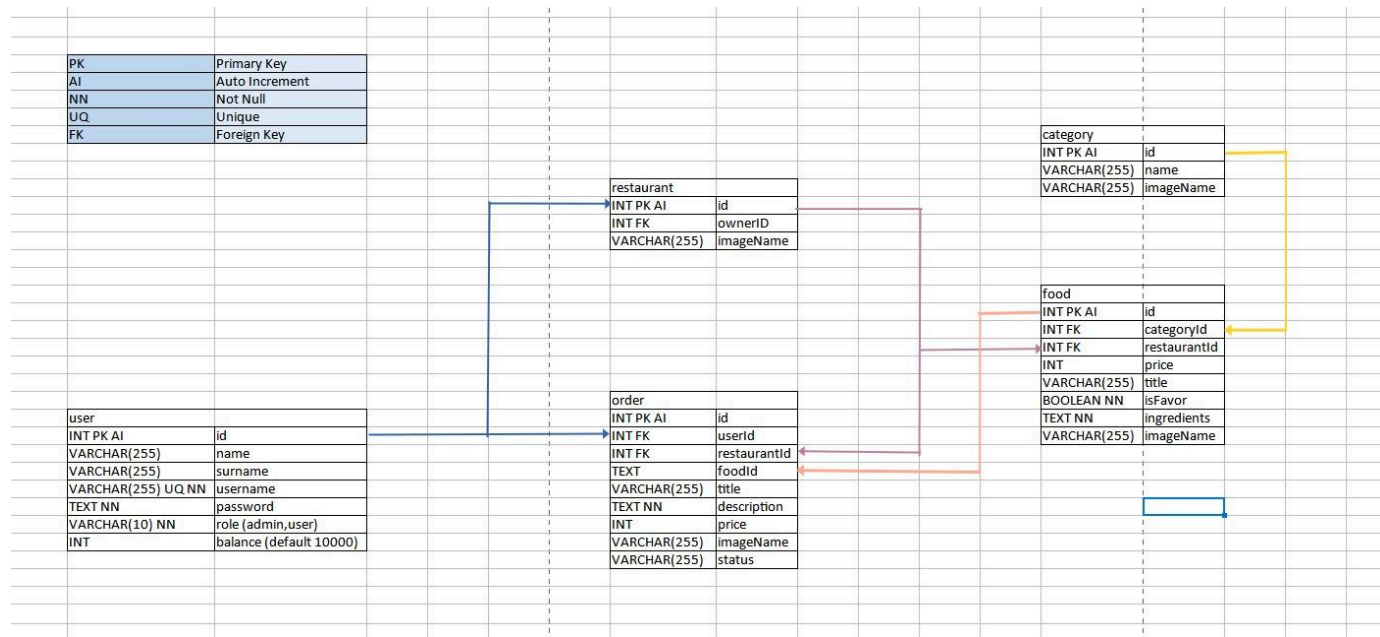 PK Primary Key
AI Auto Increment
NN Not Null
UQ Unique
FK Foreign Key
category
INT PK AI id
VARCHAR(255) name
VARCHAR(255) imageName
restaurant
INT PK AI id
INT FK ownerID
VARCHAR(255) imageName
food
INT PK AI id
INT FK categoryId
INT FK restaurantId
INT price
VARCHAR(255) title
BOOLEAN NN isFavor
TEXT NN ingredients
VARCHAR(255) imageName
order
INT PK AI id
INT FK userId
INT FK restaurantId
TEXT foodId
VARCHAR(255) title
TEXT NN description
INT price
VARCHAR(255) imageName
VARCHAR(255) status
user
INT PK AI id
VARCHAR(255) name
VARCHAR(255) surname
VARCHAR(255) UQ NN username
TEXT NN password
VARCHAR(10) NN role (admin,user)
INT balance (default 10000)